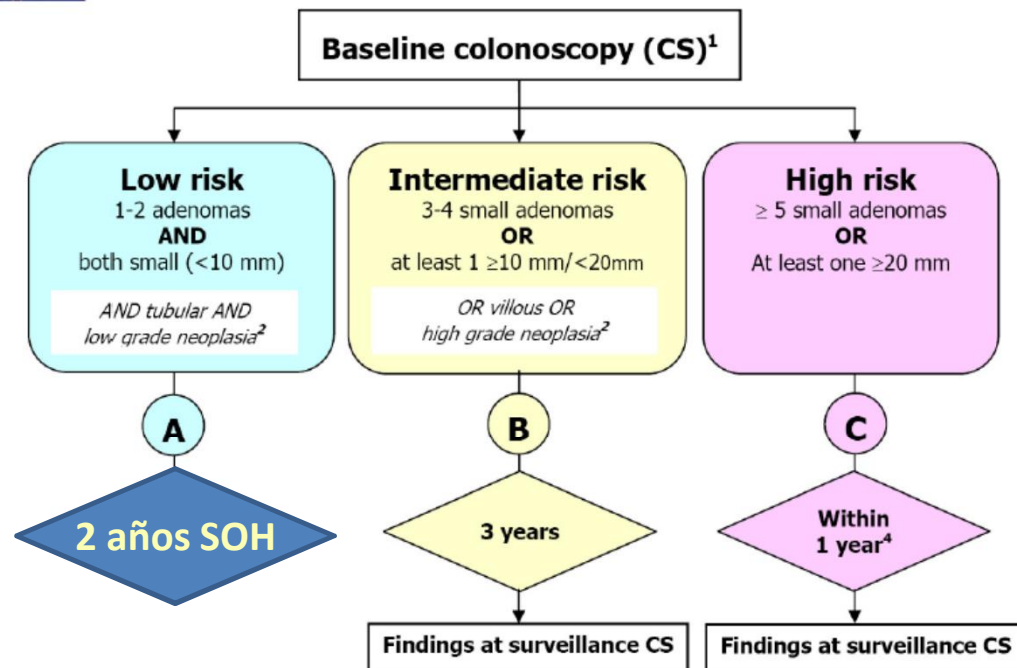 Baseline colonoscopy (CS)¹
Low risk
1-2 adenomas
AND
both small (<10 mm)
AND tubular AND
low grade neoplasia²
A
2 años SOH
Intermediate risk
3-4 small adenomas
OR
at least 1 ≥10 mm/<20mm
OR villous OR
high grade neoplasia²
B
3 years
Findings at surveillance CS
High risk
≥ 5 small adenomas
OR
At least one ≥20 mm
C
Within
1 year⁴
Findings at surveillance CS